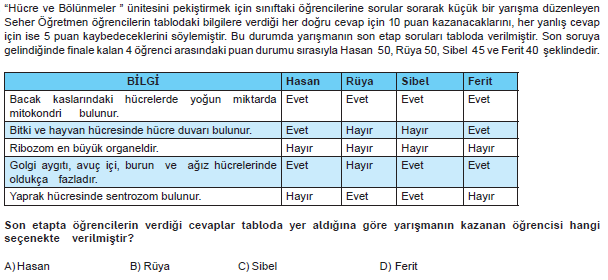 “Hücre ve Bölünmeler ” ünitesini pekiştirmek için sınıftaki öğrencilerine sorular sorarak küçük bir yarışma düzenleyen
Seher Öğretmen öğrencilerin tablodaki bilgilere verdiği her doğru cevap için 10 puan kazanacaklarını, her yanlış cevap
için ise 5 puan kaybedeceklerini söylemiştir. Bu durumda yarışmanın son etap soruları tabloda verilmiştir. Son soruya
gelindiğinde finale kalan 4 öğrenci arasındaki puan durumu sırasıyla Hasan 50, Rüya 50, Sibel 45 ve Ferit 40 şeklindedir.
BİLGİ Hasan Rüya Sibel Ferit
Bacak kaslarındaki hücrelerde yoğun miktarda Evet Evet Evet Evet
mitokondri bulunur.
Bitki ve hayvan hücresinde hücre duvarı bulunur. Evet Hayır Hayır Evet
Ribozom en büyük organeldir. Hayır Hayır Hayır Hayır
Golgi aygıtı, avuç içi, burun ve ağız hücrelerinde Evet Hayır Evet Evet
oldukça fazladır.
Yaprak hücresinde sentrozom bulunur. Hayır Evet Evet Hayır
Son etapta öğrencilerin verdiği cevaplar tabloda yer aldığına göre yarışmanın kazanan öğrencisi hangi
seçenekte verilmiştir?
A) Hasan B) Rüya C) Sibel D) Ferit